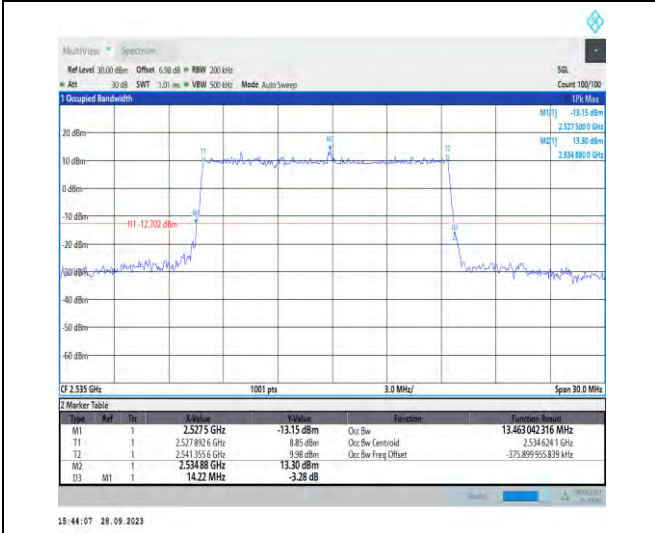 MultiView Spectrum
Ref Level 30.00 dBm Offset 6.98 dB RBW 200 kHz SGL
Att 30 dB SWT 1.01 ms VBW 500 kHz Mode Auto Sweep Count 100/100
1 Occupied Bandwidth 1Pk Max
M1[1] -13.15 dBm
2.527 500 0 GHz
M2[1] 13.30 dBm
2.534 880 0 GHz
20 dBm
M2
T1
T2
10 dBm
0 dBm
-10 dBm
M1
H1 -12.702 dBm
D3
-20 dBm
-30 dBm
-40 dBm
-50 dBm
-60 dBm
CF 2.535 GHz 1001 pts 3.0 MHz/ Span 30.0 MHz
2 Marker Table
Type Ref Trc X-Value Y-Value Function Function Result
M1 1 2.5275 GHz -13.15 dBm Occ Bw 13.463 042 316 MHz
T1 1 2.527 892 6 GHz 8.85 dBm Occ Bw Centroid 2.534 624 1 GHz
T2 1 2.541 355 6 GHz 9.98 dBm Occ Bw Freq Offset -375.899 955 839 kHz
M2 1 2.534 88 GHz 13.30 dBm
D3 M1 1 14.22 MHz -3.28 dB
15:44:07 28.09.2023